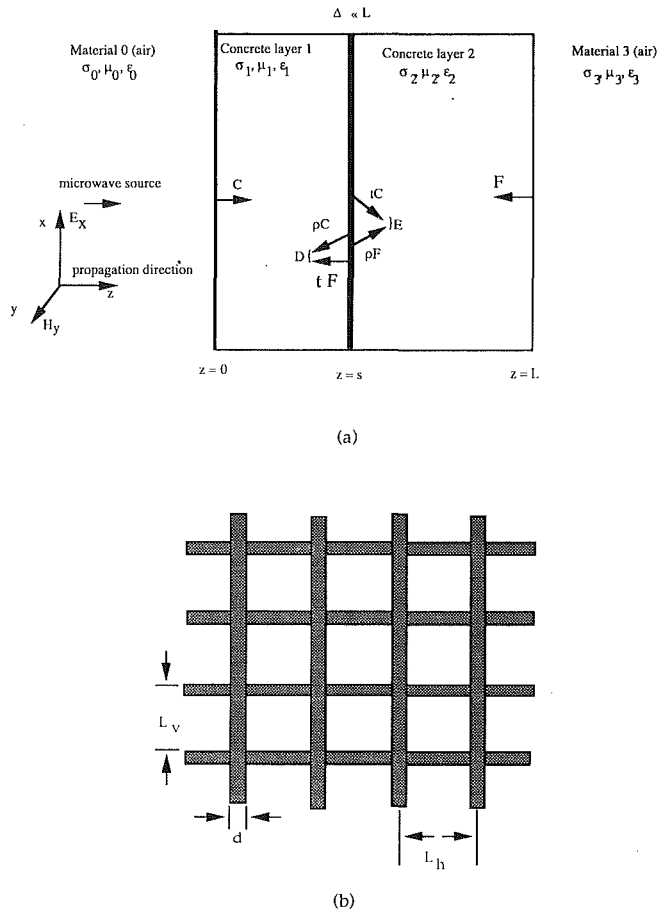 Δ « L
Material 0 (air)
σ0, μ0, ε0
Concrete layer 1
σ1, μ1, ε1
Concrete layer 2
σ2, μ2, ε2
Material 3 (air)
σ3, μ3, ε3
microwave source
x
Ex
propagation direction
z
y
Hy
C
tC
E
ρC
D
ρF
t F
F
z = 0
z = s
z = L
(a)
Lv
d
Lh
(b)